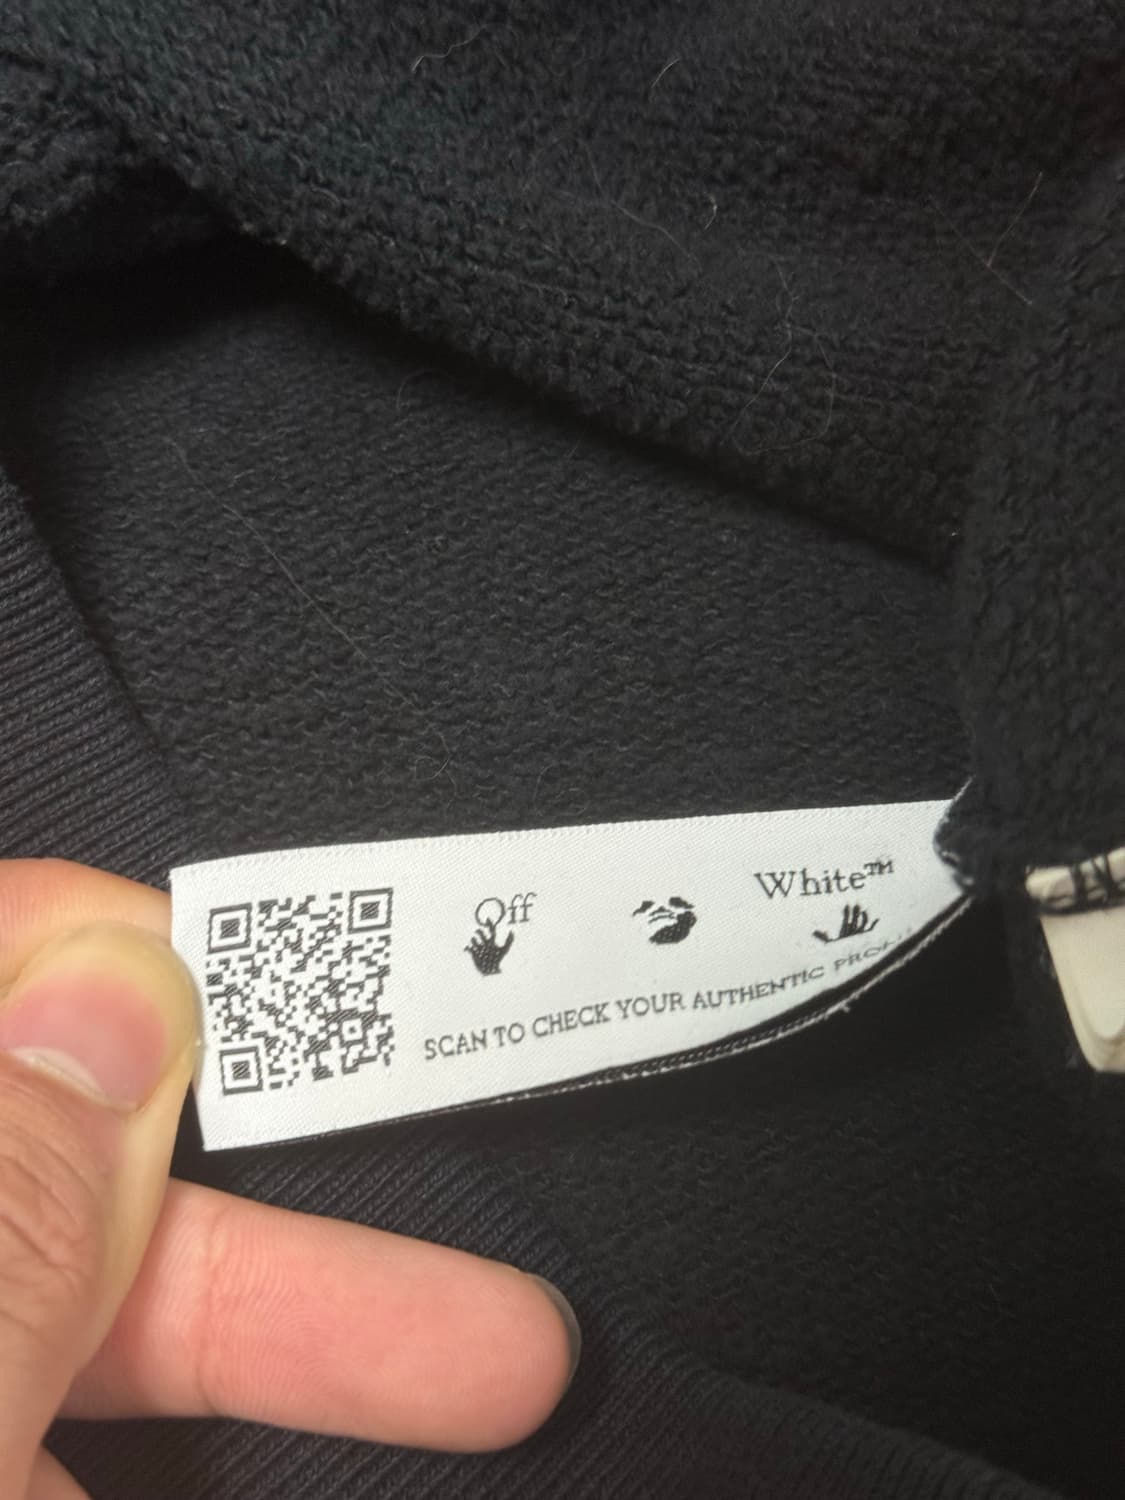 Off
White™
SCAN TO CHECK YOUR AUTHENTIC